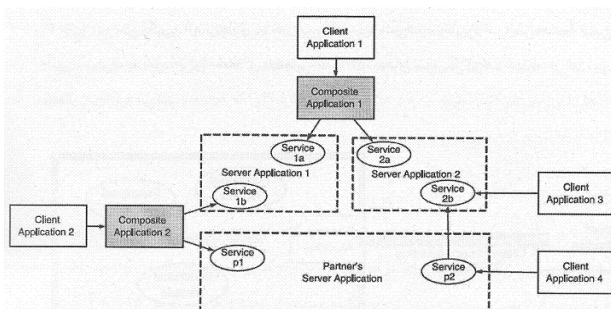 Client
Application 1
Composite
Application 1
Service
1a
Server Application 1
Service
1b
Service
2a
Server Application 2
Service
2b
Client
Application 2
Composite
Application 2
Client
Application 3
Service
p1
Partner's
Server Application
Service
p2
Client
Application 4